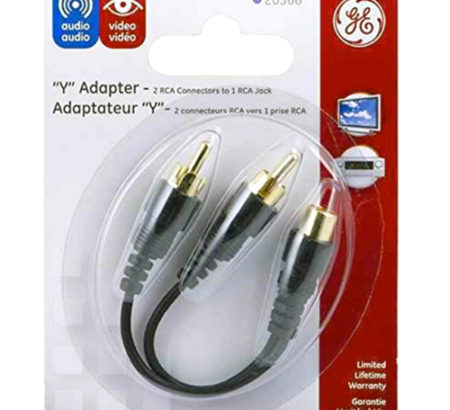 audio
audio
video
vidéo
GE
"Y" Adapter - 2 RCA Connectors to 1 RCA Jack
Adaptateur "Y"- 2 connecteurs RCA vers 1 prise RCA
Limited
Lifetime
Warranty
Garantie